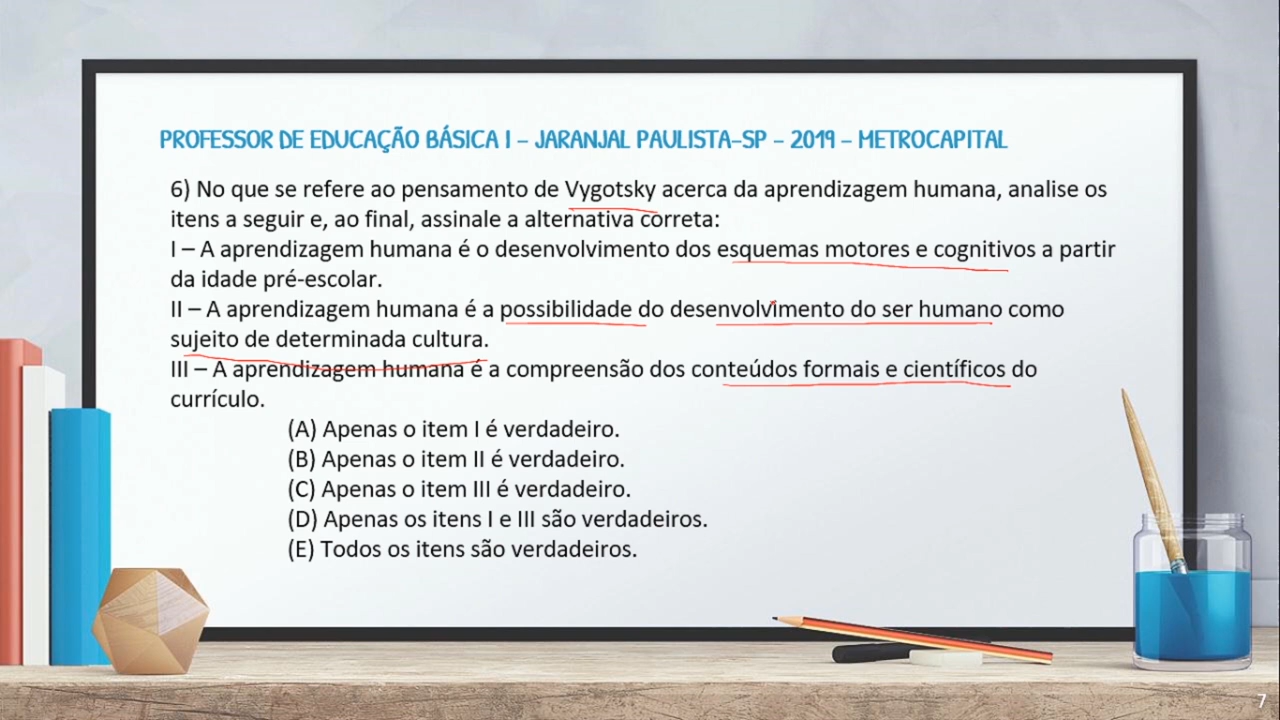 PROFESSOR DE EDUCAÇÃO BÁSICA I – JARANJAL PAULISTA-SP – 2019 – METROCAPITAL
6) No que se refere ao pensamento de Vygotsky acerca da aprendizagem humana, analise os
itens a seguir e, ao final, assinale a alternativa correta:
I – A aprendizagem humana é o desenvolvimento dos esquemas motores e cognitivos a partir
da idade pré-escolar.
II – A aprendizagem humana é a possibilidade do desenvolvimento do ser humano como
sujeito de determinada cultura.
III – A aprendizagem humana é a compreensão dos conteúdos formais e científicos do
currículo.
(A) Apenas o item I é verdadeiro.
(B) Apenas o item II é verdadeiro.
(C) Apenas o item III é verdadeiro.
(D) Apenas os itens I e III são verdadeiros.
(E) Todos os itens são verdadeiros.
7